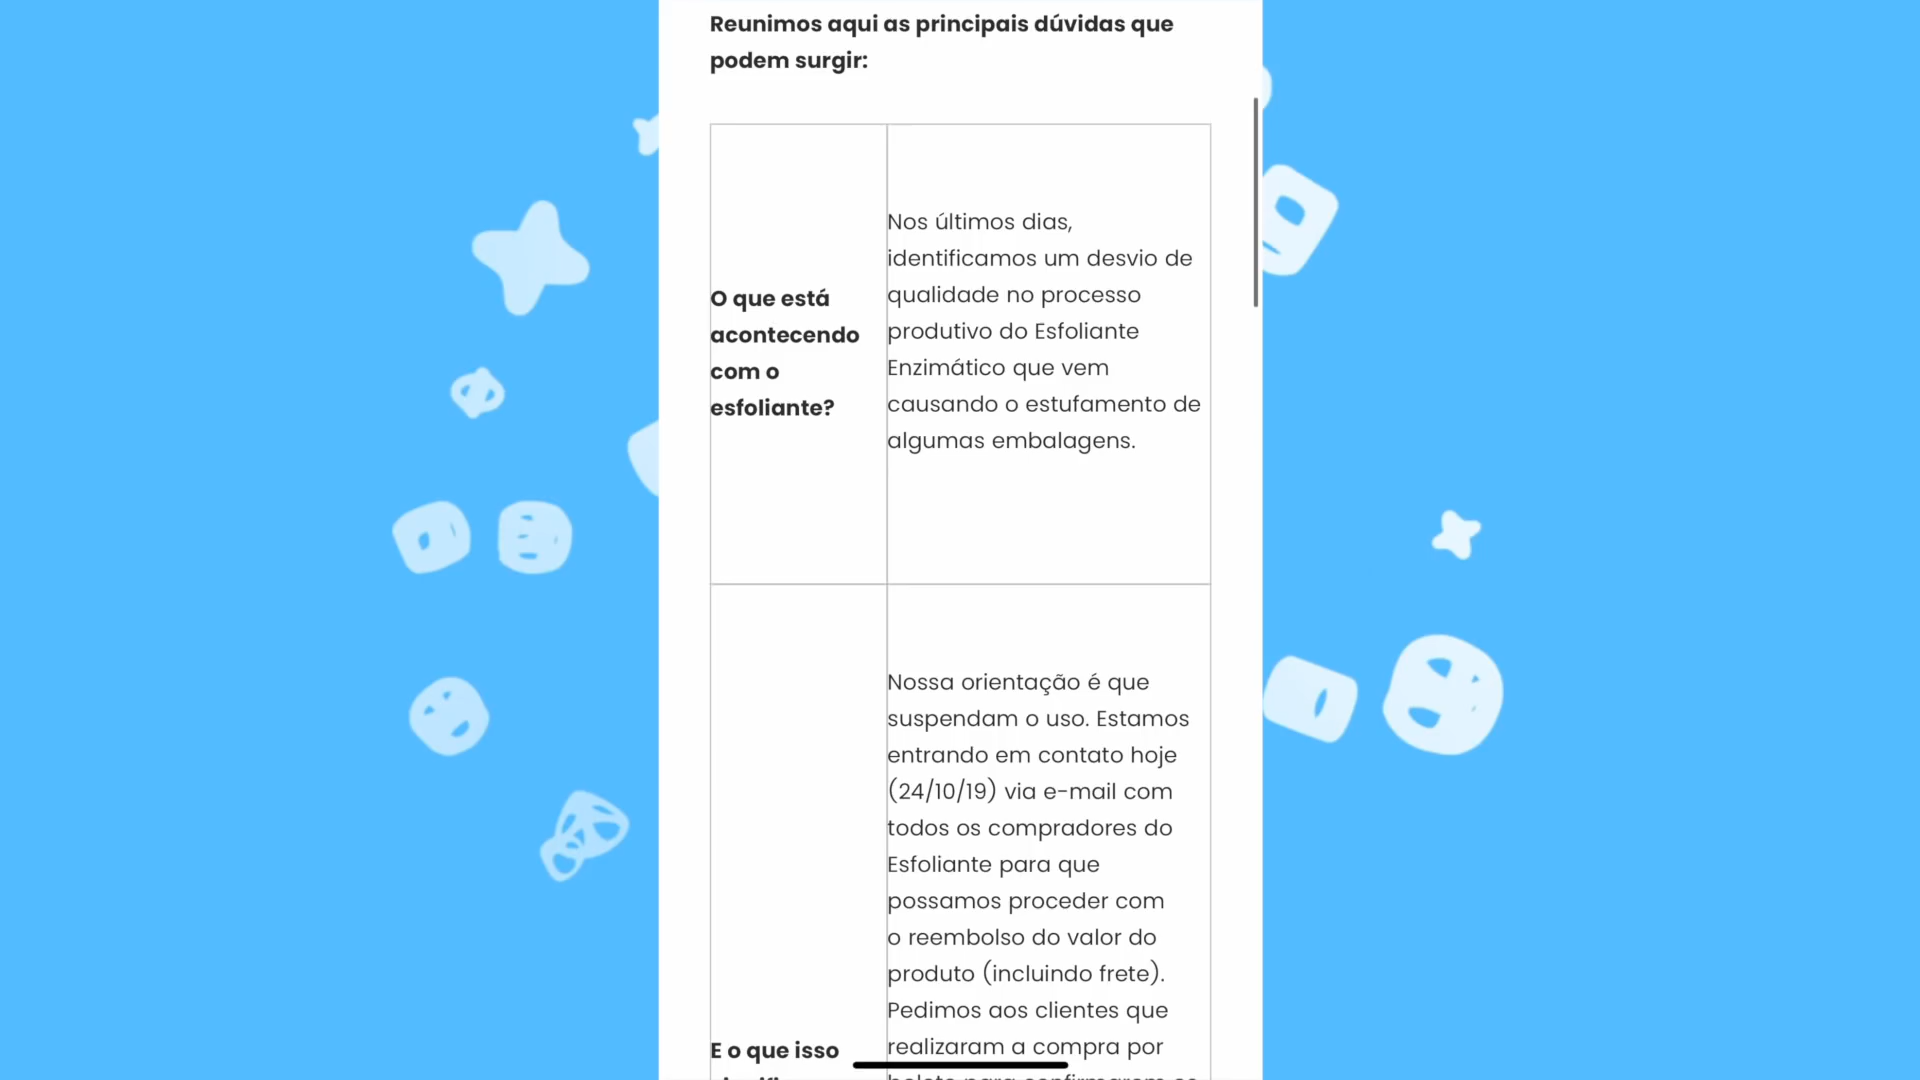 Reunimos aqui as principais dúvidas que
podem surgir:
O que está
acontecendo
com o
esfoliante?
Nos últimos dias,
identificamos um desvio de
qualidade no processo
produtivo do Esfoliante
Enzimático que vem
causando o estufamento de
algumas embalagens.
E o que isso
Nossa orientação é que
suspendam o uso. Estamos
entrando em contato hoje
(24/10/19) via e-mail com
todos os compradores do
Esfoliante para que
possamos proceder com
o reembolso do valor do
produto (incluindo frete).
Pedimos aos clientes que
realizaram a compra por